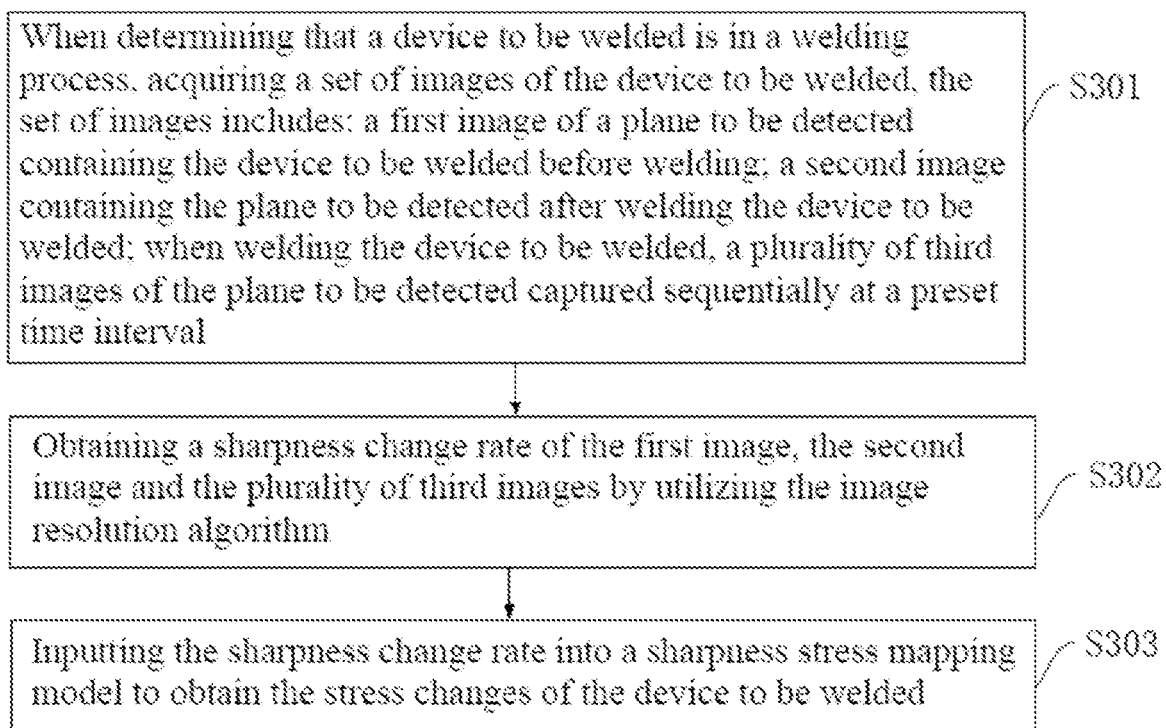 When determining that a device to be welded is in a welding
process, acquiring a set of images of the device to be welded, the
set of images includes: a first image of a plane to be detected
containing the device to be welded before welding; a second image
containing the plane to be detected after welding the device to be
welded; when welding the device to be welded, a plurality of third
images of the plane to be detected captured sequentially at a preset
time interval
S301
Obtaining a sharpness change rate of the first image, the second
image and the plurality of third images by utilizing the image
resolution algorithm
S302
Inputting the sharpness change rate into a sharpness stress mapping
model to obtain the stress changes of the device to be welded
S303